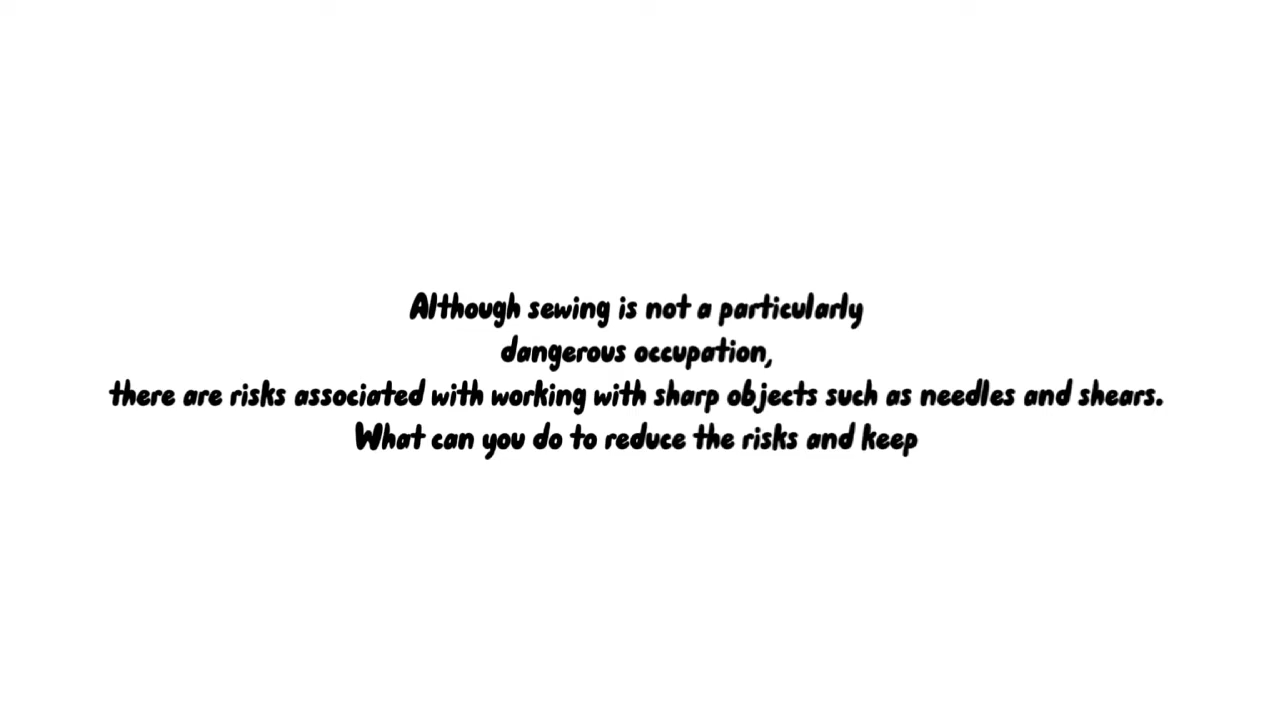 Although sewing is not a particularly
dangerous occupation,
there are risks associated with working with sharp objects such as needles and shears.
What can you do to reduce the risks and keep